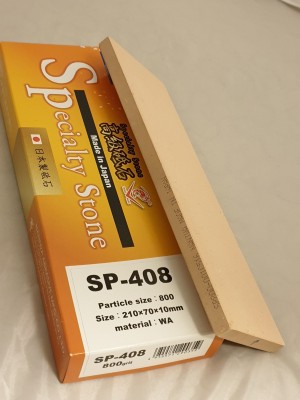 Specialty Stone
日本製砥石
Made in Japan
SP-408
Particle size : 800
Size : 210×70×10mm
material : WA
SP-408
800grit